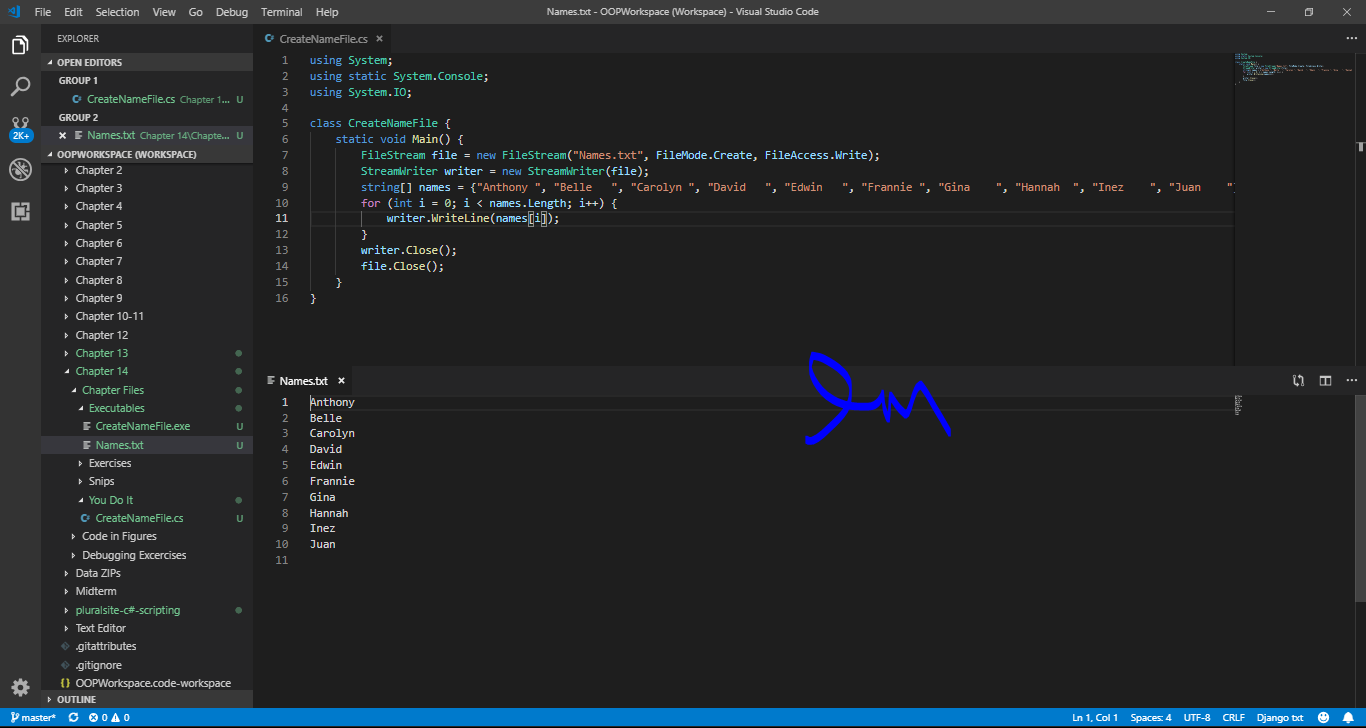 File Edit Selection View Go Debug Terminal Help
Names.txt - OOPWorkspace (Workspace) - Visual Studio Code
EXPLORER
OPEN EDITORS
GROUP 1
CreateNameFile.cs Chapter 1... U
GROUP 2
Names.txt Chapter 14\Chapte... U
2K+
OOPWORKSPACE (WORKSPACE)
Chapter 2
Chapter 3
Chapter 4
Chapter 5
Chapter 6
Chapter 7
Chapter 8
Chapter 9
Chapter 10-11
Chapter 12
Chapter 13
Chapter 14
Chapter Files
Executables
CreateNameFile.exe U
Names.txt U
Exercises
Snips
You Do It
CreateNameFile.cs U
Code in Figures
Debugging Excercises
Data ZIPs
Midterm
pluralsite-c#-scripting
Text Editor
.gitattributes
.gitignore
{} OOPWorkspace.code-workspace
OUTLINE
CreateNameFile.cs
1 using System;
2 using static System.Console;
3 using System.IO;
4
5 class CreateNameFile {
6 static void Main() {
7 FileStream file = new FileStream("Names.txt", FileMode.Create, FileAccess.Write);
8 StreamWriter writer = new StreamWriter(file);
9 string[] names = {"Anthony ", "Belle   ", "Carolyn ", "David   ", "Edwin   ", "Frannie ", "Gina    ", "Hannah  ", "Inez    ", "Juan    "
10 for (int i = 0; i < names.Length; i++) {
11 writer.WriteLine(names[i]);
12 }
13 writer.Close();
14 file.Close();
15 }
16 }
Names.txt
1 Anthony
2 Belle
3 Carolyn
4 David
5 Edwin
6 Frannie
7 Gina
8 Hannah
9 Inez
10 Juan
11
master* 0 0
Ln 1, Col 1 Spaces: 4 UTF-8 CRLF Django txt